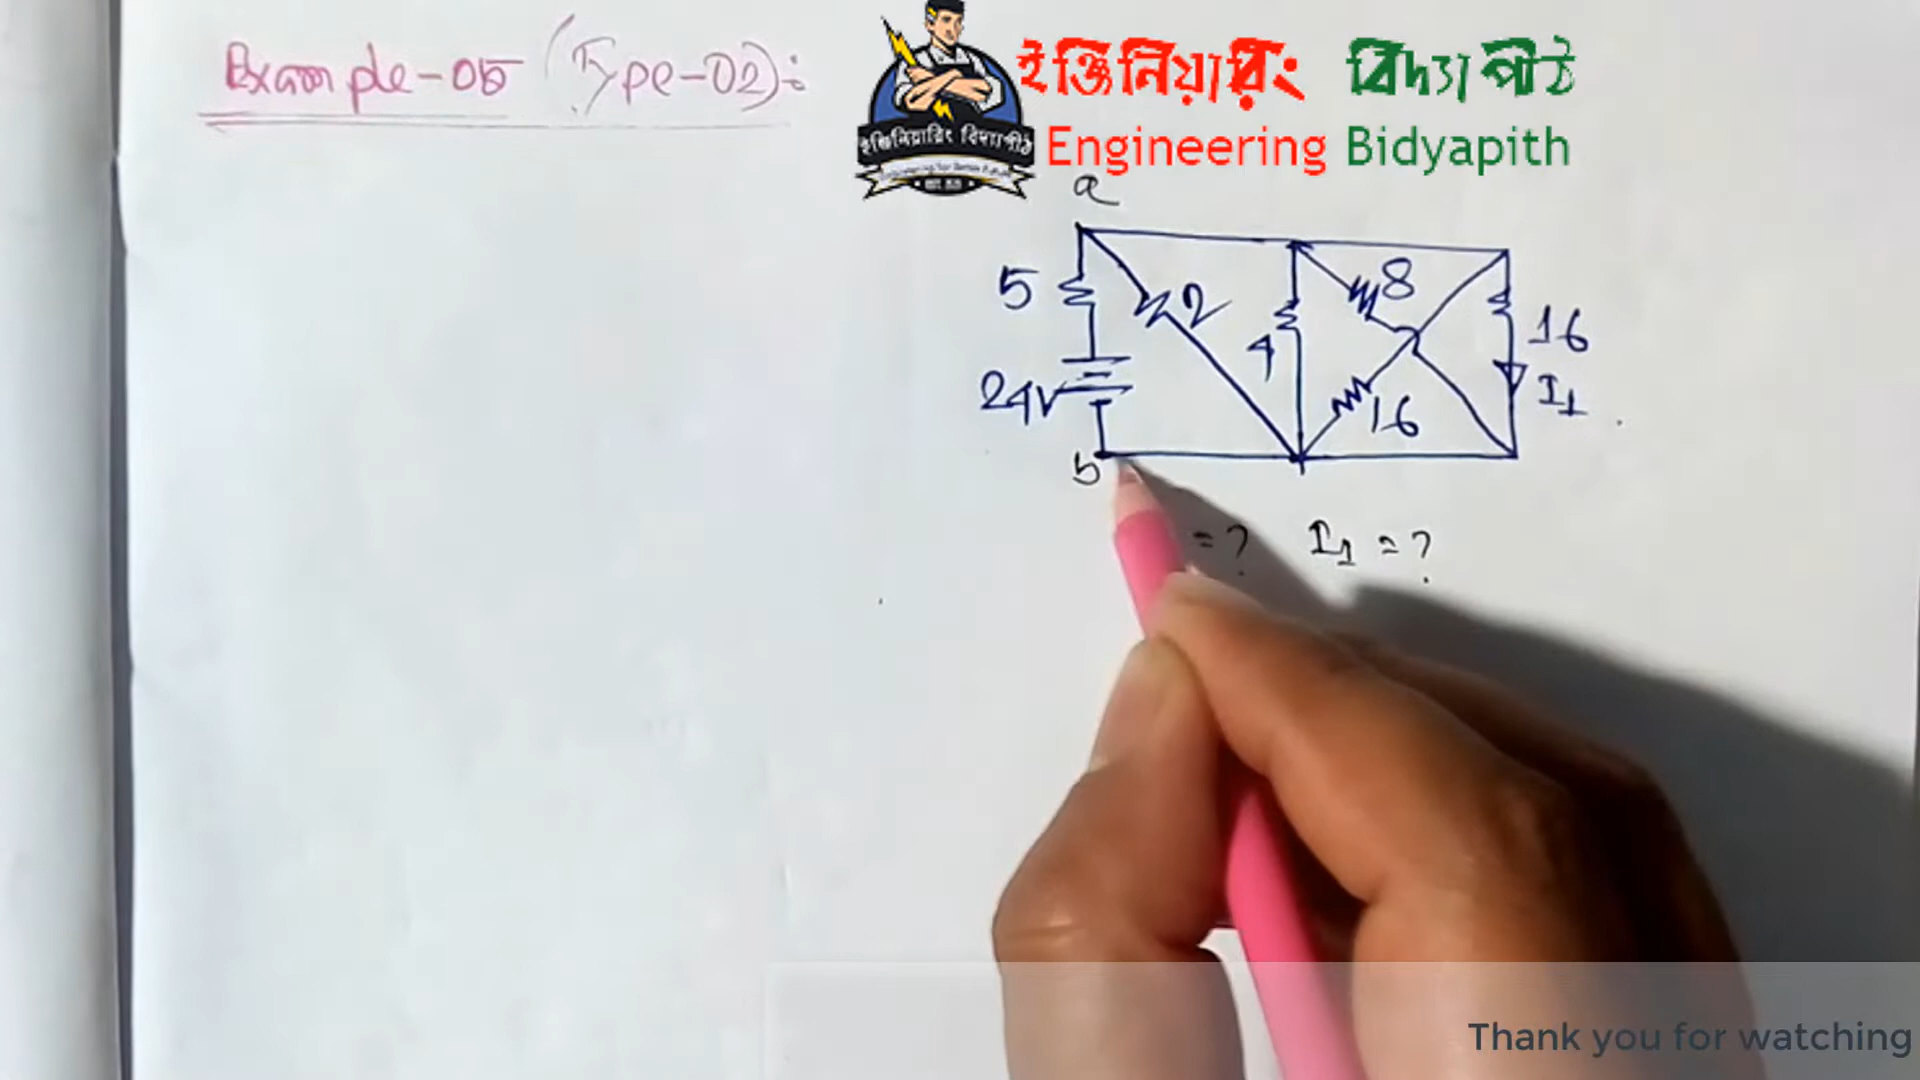 Example-05 (Type-02):
ইঞ্জিনিয়ারিং বিদ্যাপীঠ
Engineering Bidyapith
ইঞ্জিনিয়ারিং বিদ্যাপীঠ
a
5
2
4
8
16
24V
16
I1
b
= ? I1 = ?
Thank you for watching